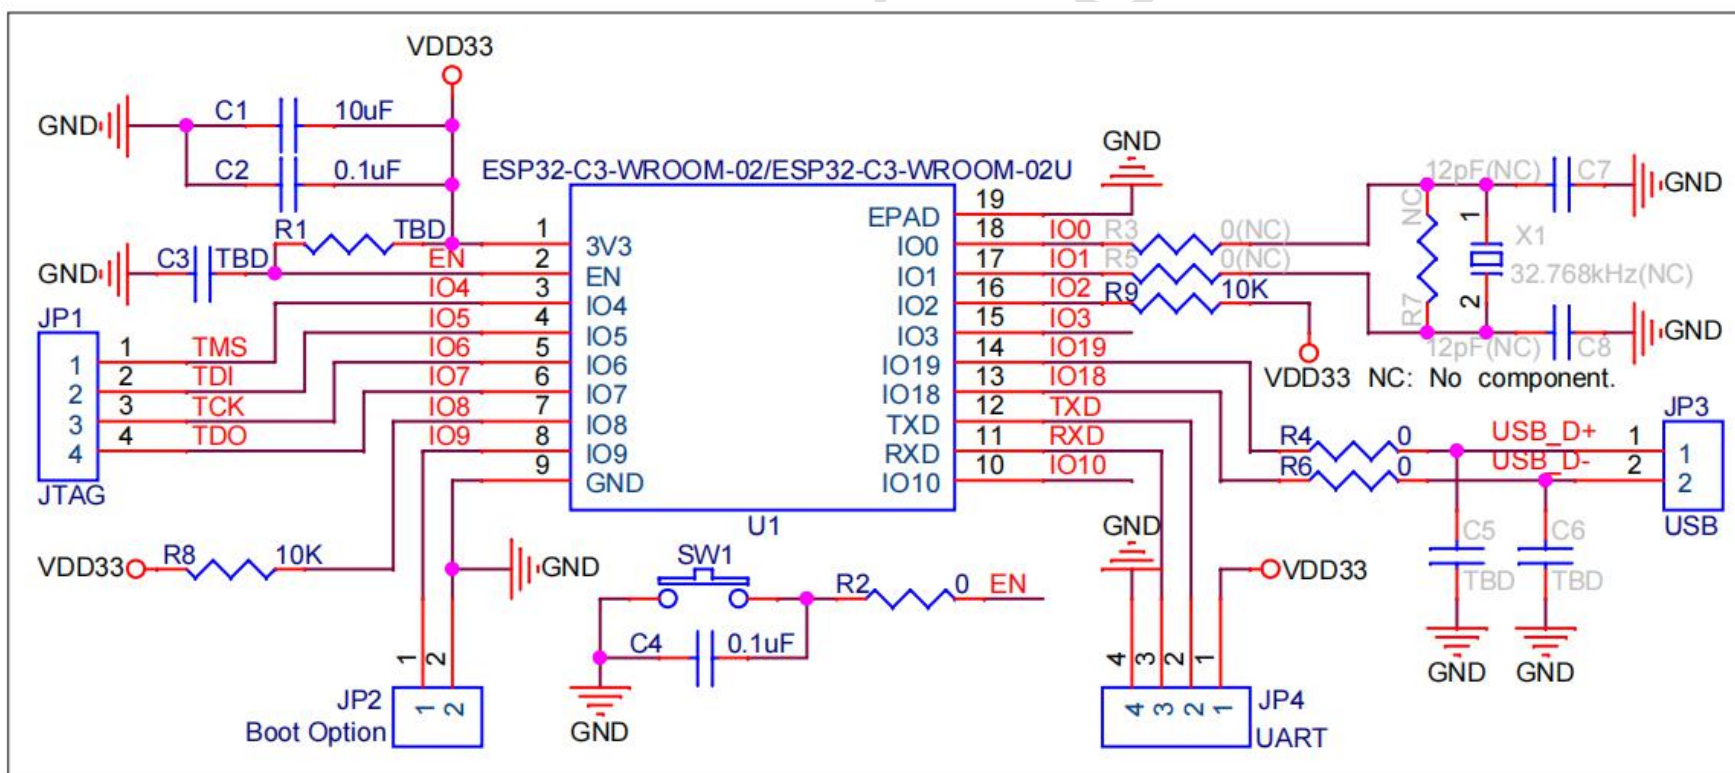 VDD33
GND C1 10uF
C2 0.1uF
ESP32-C3-WROOM-02/ESP32-C3-WROOM-02U
R1 TBD
GND C3 TBD EN
1 3V3
2 EN
IO4 3 IO4
IO5 4 IO5
IO6 5 IO6
IO7 6 IO7
IO8 7 IO8
IO9 8 IO9
9 GND
JP1
1 1 TMS
2 2 TDI
3 3 TCK
4 4 TDO
JTAG
VDD33 R8 10K
GND
1 2
1 2
JP2
Boot Option
U1
EPAD 19
GND
IO0 18 IO0 R3 0(NC)
IO1 17 IO1 R5 0(NC)
IO2 16 IO2 R9 10K
IO3 15 IO3
IO19 14 IO19
IO18 13 IO18
TXD 12 TXD
RXD 11 RXD
IO10 10 IO10
VDD33 NC: No component.
12pF(NC) C7 GND
NC
R7
1
X1
32.768kHz(NC)
2
12pF(NC) C8 GND
JP3
R4 0 USB_D+ 1 1
R6 0 USB_D- 2 2
USB
C5 C6
TBD TBD
GND GND
SW1
R2 0 EN
C4 0.1uF
GND
GND
VDD33
4 3 2 1
4 3 2 1
JP4
UART